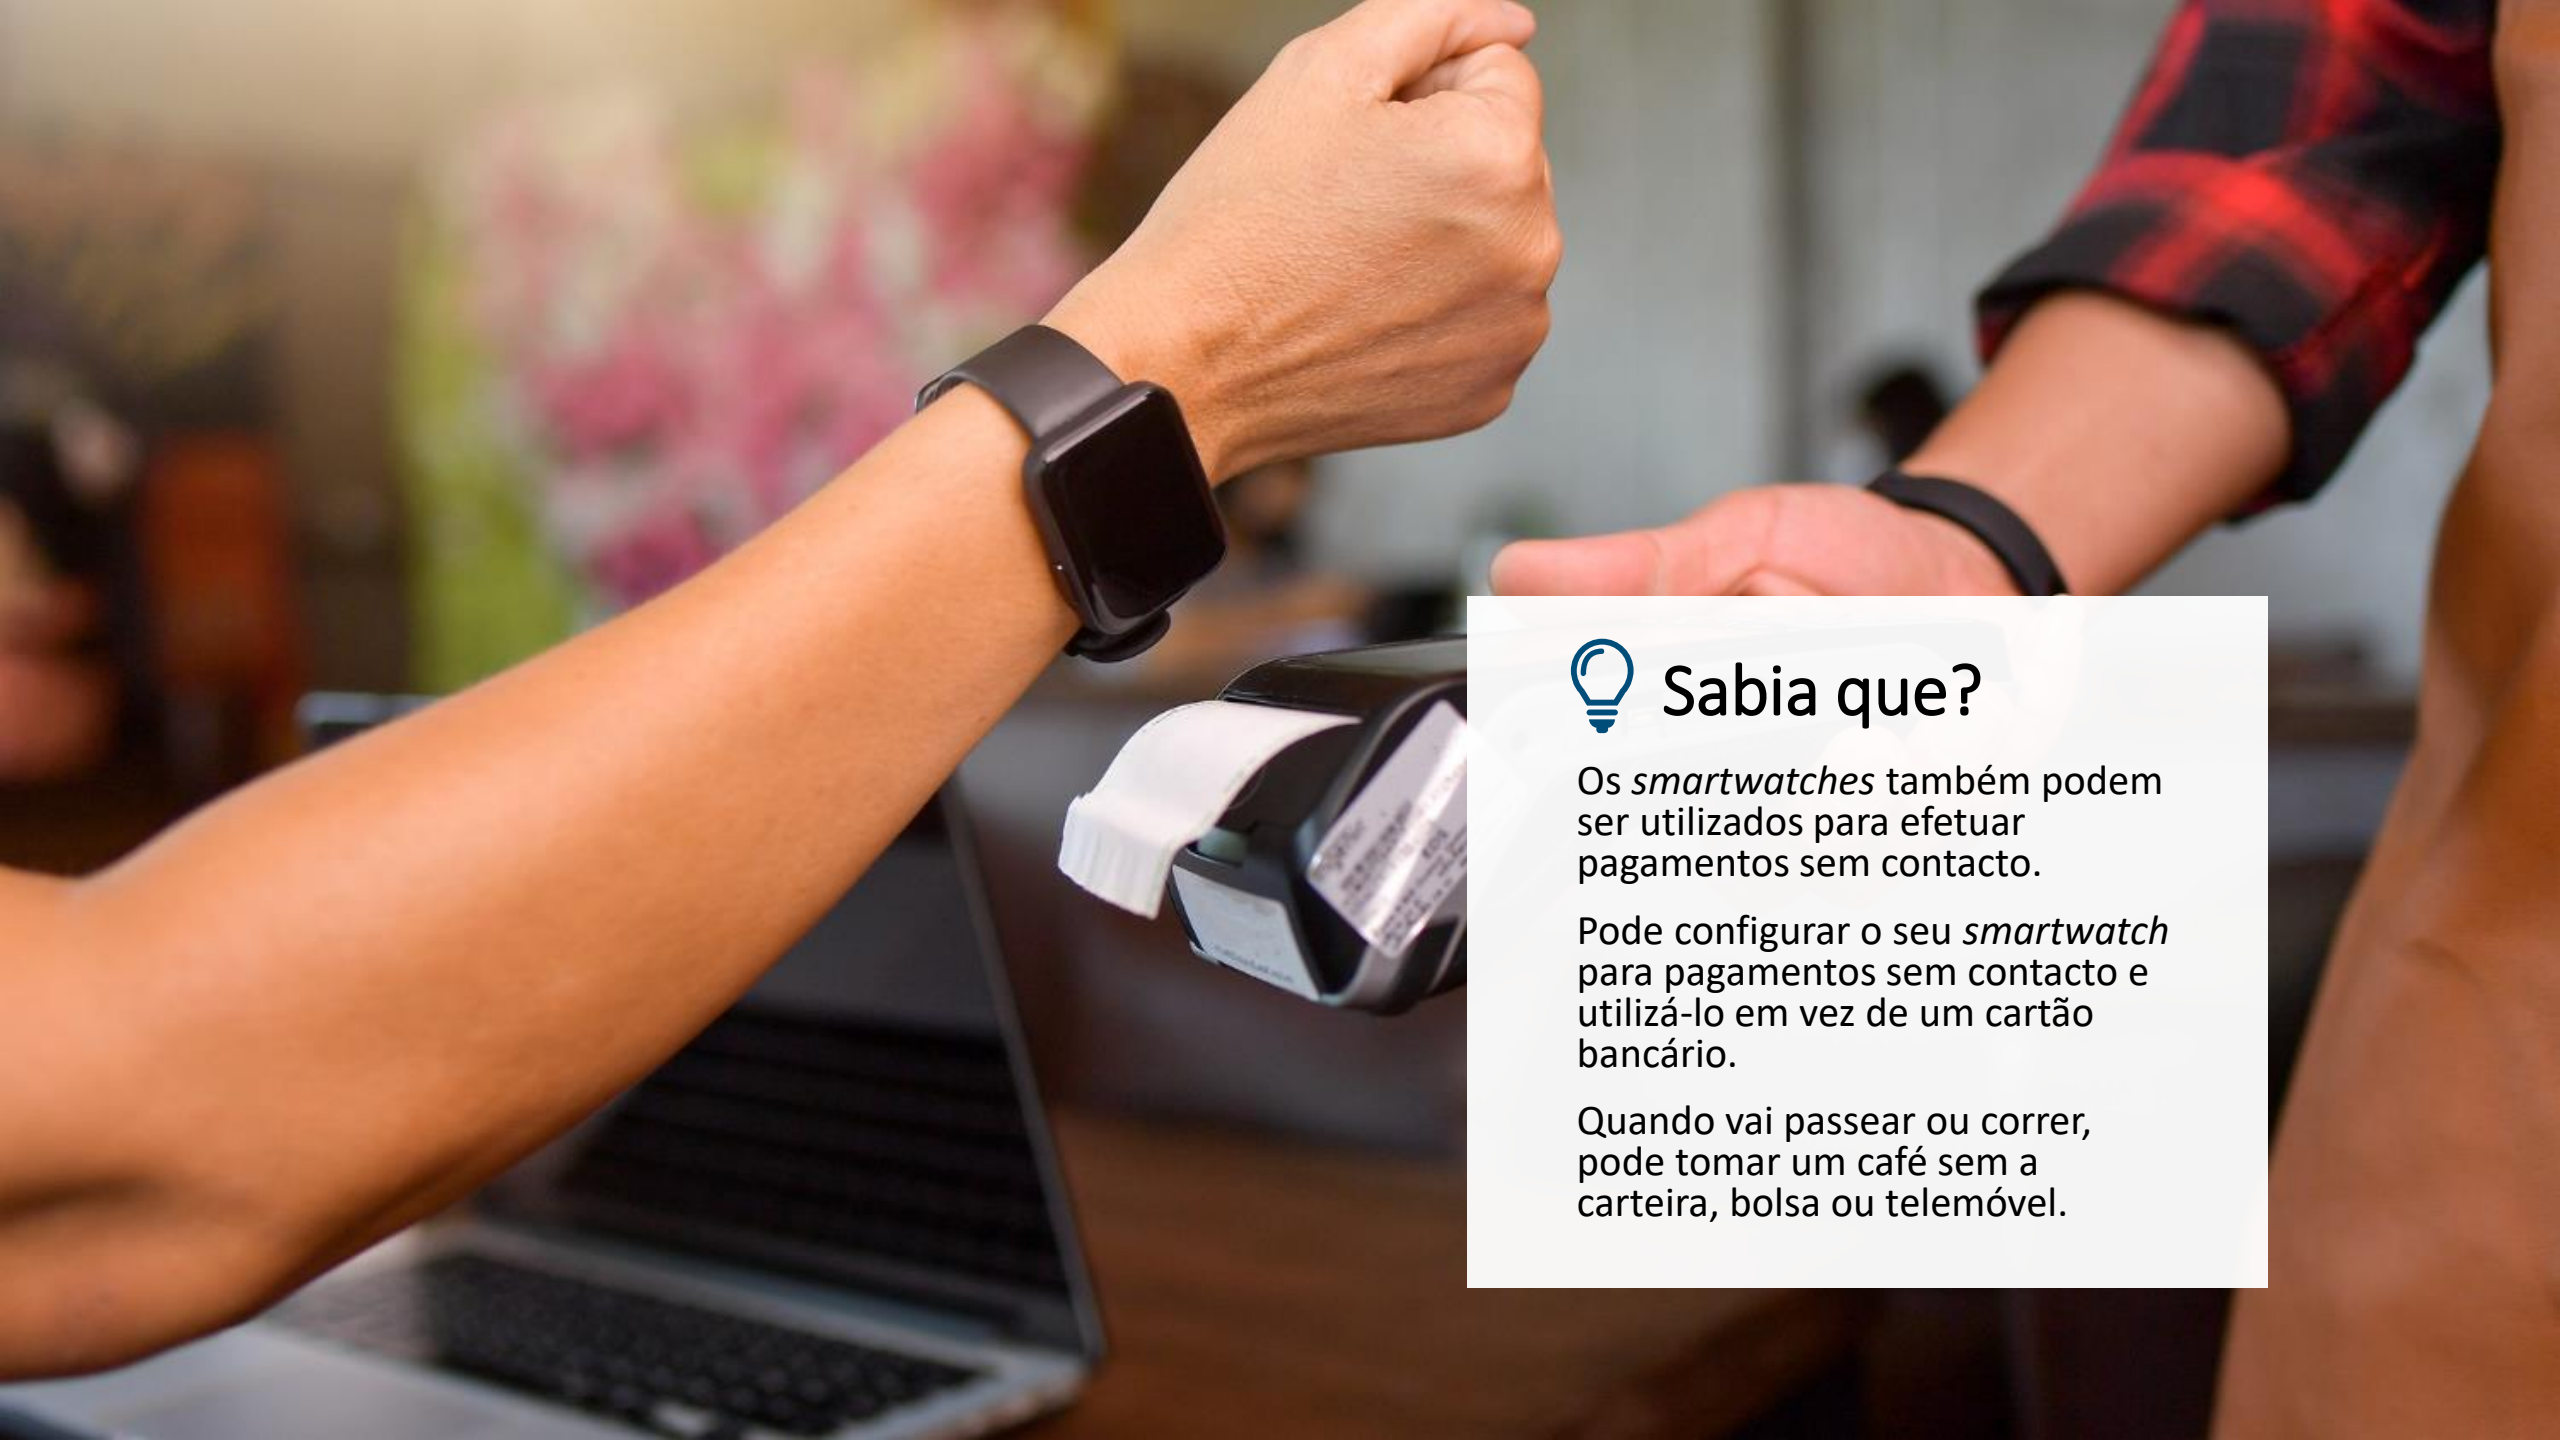 Sabia que?
Os smartwatches também podem
ser utilizados para efetuar
pagamentos sem contacto.
Pode configurar o seu smartwatch
para pagamentos sem contacto e
utilizá-lo em vez de um cartão
bancário.
Quando vai passear ou correr,
pode tomar um café sem a
carteira, bolsa ou telemóvel.